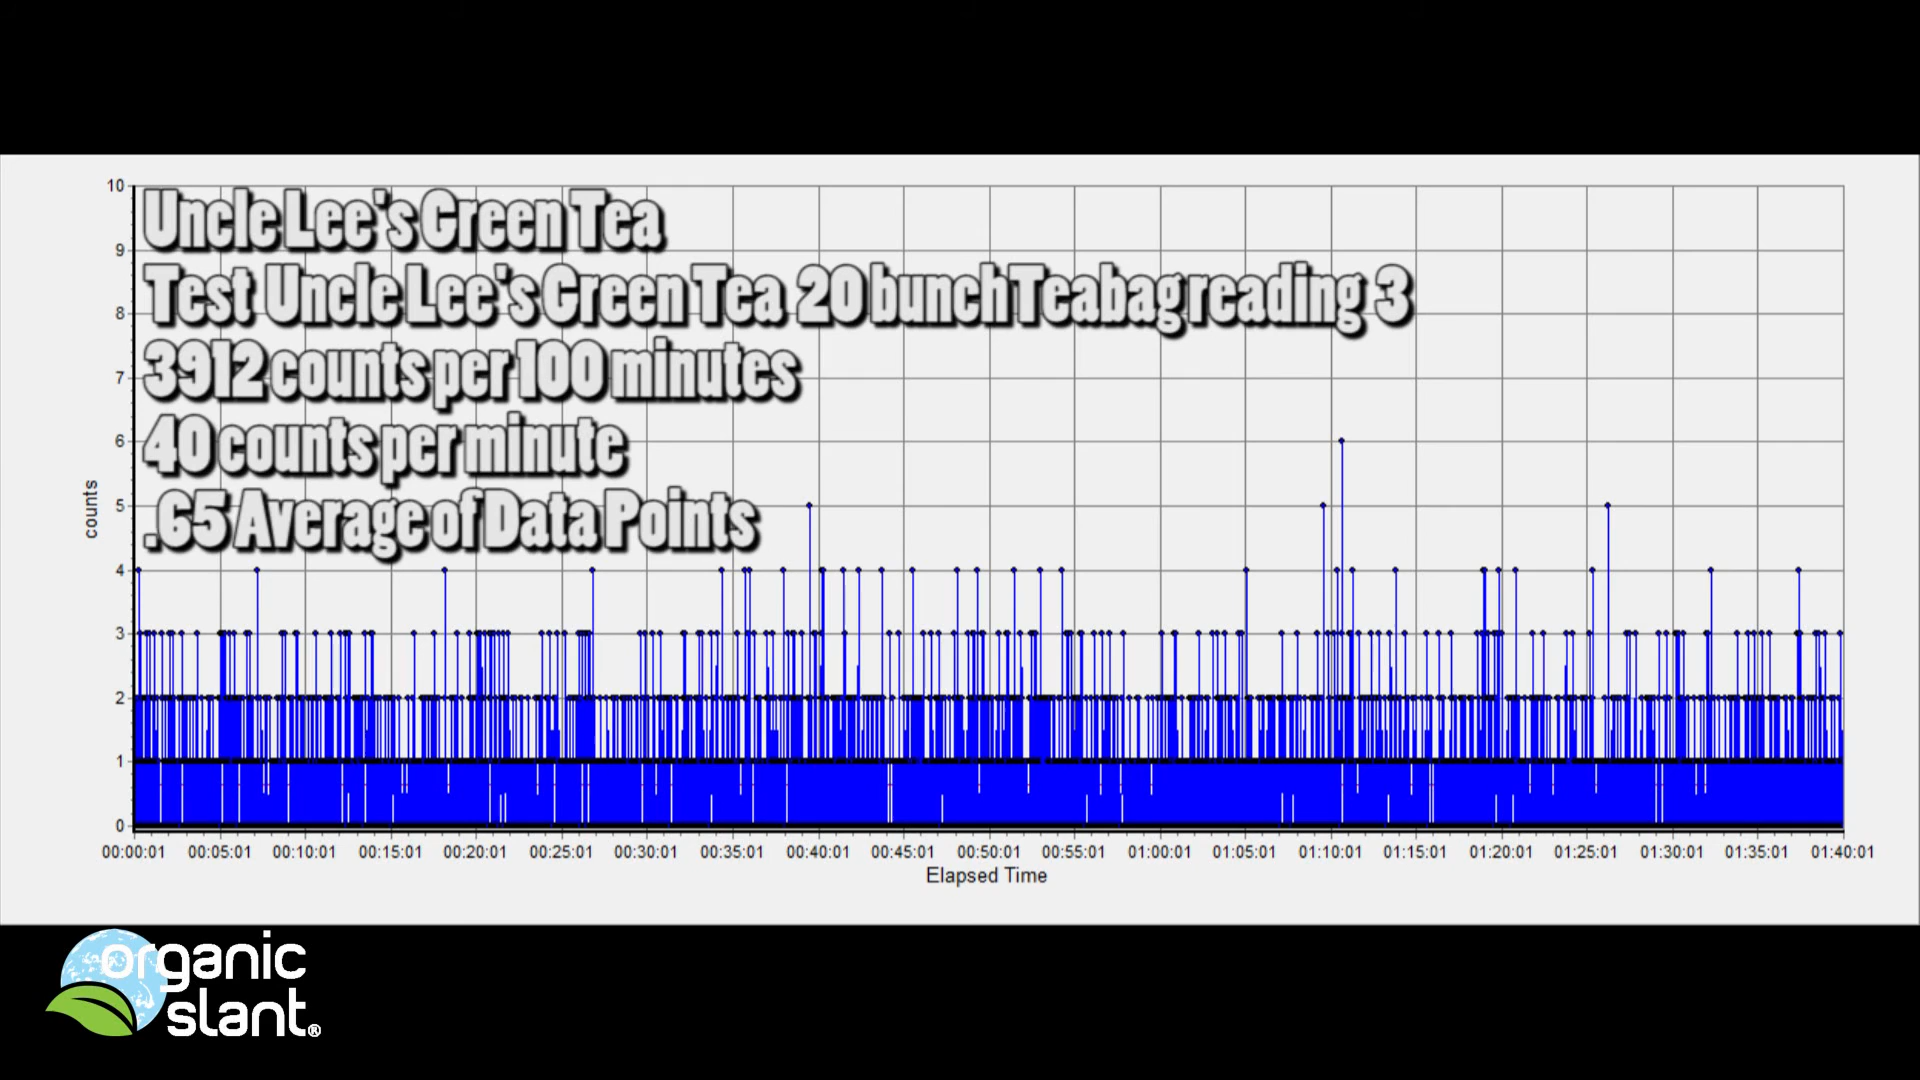 Uncle Lee's Green Tea
Test Uncle Lee's Green Tea 20 bunch Teabag reading 3
3912 counts per 100 minutes
40 counts per minute
.65 Average of Data Points
10
9
8
7
6
5
4
3
2
1
0
counts
00:00:01 00:05:01 00:10:01 00:15:01 00:20:01 00:25:01 00:30:01 00:35:01 00:40:01 00:45:01 00:50:01 00:55:01 01:00:01 01:05:01 01:10:01 01:15:01 01:20:01 01:25:01 01:30:01 01:35:01 01:40:01
Elapsed Time
organic
slant®